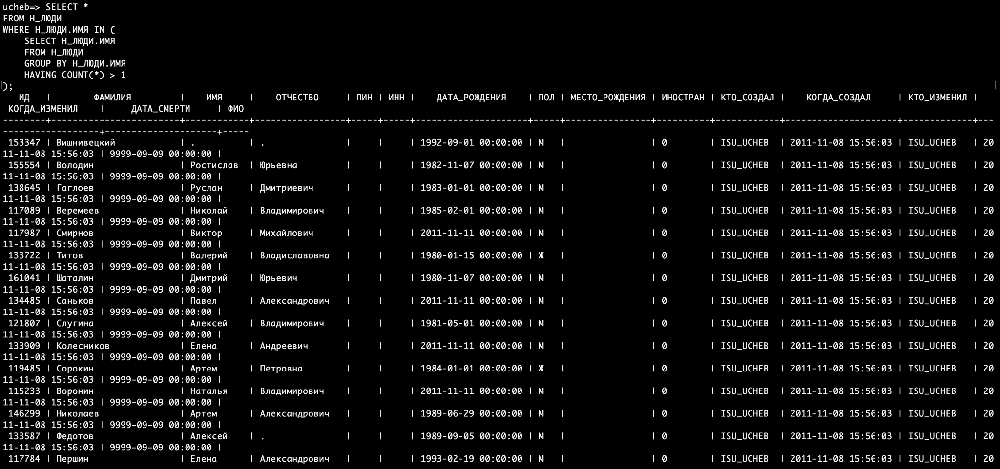 ucheb=> SELECT *
FROM Н_ЛЮДИ
WHERE Н_ЛЮДИ.ИМЯ IN (
    SELECT Н_ЛЮДИ.ИМЯ
    FROM Н_ЛЮДИ
    GROUP BY Н_ЛЮДИ.ИМЯ
    HAVING COUNT(*) > 1
[); ]
   ИД   |        ФАМИЛИЯ         |    ИМЯ     |    ОТЧЕСТВО     | ПИН | ИНН |    ДАТА_РОЖДЕНИЯ    | ПОЛ | МЕСТО_РОЖДЕНИЯ | ИНОСТРАН | КТО_СОЗДАЛ |    КОГДА_СОЗДАЛ     | КТО_ИЗМЕНИЛ |
 КОГДА_ИЗМЕНИЛ    |     ДАТА_СМЕРТИ     | ФИО
--------+------------------------+------------+-----------------+-----+-----+---------------------+-----+----------------+----------+------------+---------------------+-------------+---
------------------+---------------------+-----
 153347 | Вишнивецкий            | .          | .               |     |     | 1992-09-01 00:00:00 | М   |                | 0        | ISU_UCHEB  | 2011-11-08 15:56:03 | ISU_UCHEB   | 20
11-11-08 15:56:03 | 9999-09-09 00:00:00 |
 155554 | Володин                | Ростислав  | Юрьевна         |     |     | 1982-11-07 00:00:00 | М   |                | 0        | ISU_UCHEB  | 2011-11-08 15:56:03 | ISU_UCHEB   | 20
11-11-08 15:56:03 | 9999-09-09 00:00:00 |
 138645 | Гаглоев                | Руслан     | Дмитриевич      |     |     | 1983-01-01 00:00:00 | М   |                | 0        | ISU_UCHEB  | 2011-11-08 15:56:03 | ISU_UCHEB   | 20
11-11-08 15:56:03 | 9999-09-09 00:00:00 |
 117089 | Веремеев               | Николай    | Владимирович    |     |     | 1985-02-01 00:00:00 | М   |                | 0        | ISU_UCHEB  | 2011-11-08 15:56:03 | ISU_UCHEB   | 20
11-11-08 15:56:03 | 9999-09-09 00:00:00 |
 117987 | Смирнов                | Виктор     | Михайлович      |     |     | 2011-11-11 00:00:00 | М   |                | 0        | ISU_UCHEB  | 2011-11-08 15:56:03 | ISU_UCHEB   | 20
11-11-08 15:56:03 | 9999-09-09 00:00:00 |
 133722 | Титов                  | Валерий    | Владиславовна   |     |     | 1980-01-15 00:00:00 | Ж   |                | 0        | ISU_UCHEB  | 2011-11-08 15:56:03 | ISU_UCHEB   | 20
11-11-08 15:56:03 | 9999-09-09 00:00:00 |
 161041 | Шаталин                | Дмитрий    | Юрьевич         |     |     | 1980-11-07 00:00:00 | М   |                | 0        | ISU_UCHEB  | 2011-11-08 15:56:03 | ISU_UCHEB   | 20
11-11-08 15:56:03 | 9999-09-09 00:00:00 |
 134485 | Саньков                | Павел      | Александрович   |     |     | 2011-11-11 00:00:00 | М   |                | 0        | ISU_UCHEB  | 2011-11-08 15:56:03 | ISU_UCHEB   | 20
11-11-08 15:56:03 | 9999-09-09 00:00:00 |
 121807 | Слугина                | Алексей    | Владимирович    |     |     | 1981-05-01 00:00:00 | М   |                | 0        | ISU_UCHEB  | 2011-11-08 15:56:03 | ISU_UCHEB   | 20
11-11-08 15:56:03 | 9999-09-09 00:00:00 |
 133909 | Колесников             | Елена      | Андреевич       |     |     | 2011-11-11 00:00:00 | М   |                | 0        | ISU_UCHEB  | 2011-11-08 15:56:03 | ISU_UCHEB   | 20
11-11-08 15:56:03 | 9999-09-09 00:00:00 |
 119485 | Сорокин                | Артем      | Петровна        |     |     | 1984-01-01 00:00:00 | Ж   |                | 0        | ISU_UCHEB  | 2011-11-08 15:56:03 | ISU_UCHEB   | 20
11-11-08 15:56:03 | 9999-09-09 00:00:00 |
 115233 | Воронин                | Наталья    | Владимирович    |     |     | 2011-11-11 00:00:00 | М   |                | 0        | ISU_UCHEB  | 2011-11-08 15:56:03 | ISU_UCHEB   | 20
11-11-08 15:56:03 | 9999-09-09 00:00:00 |
 146299 | Николаев               | Артем      | Александрович   |     |     | 1989-06-29 00:00:00 | М   |                | 0        | ISU_UCHEB  | 2011-11-08 15:56:03 | ISU_UCHEB   | 20
11-11-08 15:56:03 | 9999-09-09 00:00:00 |
 133587 | Федотов                | Алексей    | .               |     |     | 1989-09-05 00:00:00 | М   |                | 0        | ISU_UCHEB  | 2011-11-08 15:56:03 | ISU_UCHEB   | 20
11-11-08 15:56:03 | 9999-09-09 00:00:00 |
 117784 | Першин                 | Елена      | Александрович   |     |     | 1993-02-19 00:00:00 | М   |                | 0        | ISU_UCHEB  | 2011-11-08 15:56:03 | ISU_UCHEB   | 20